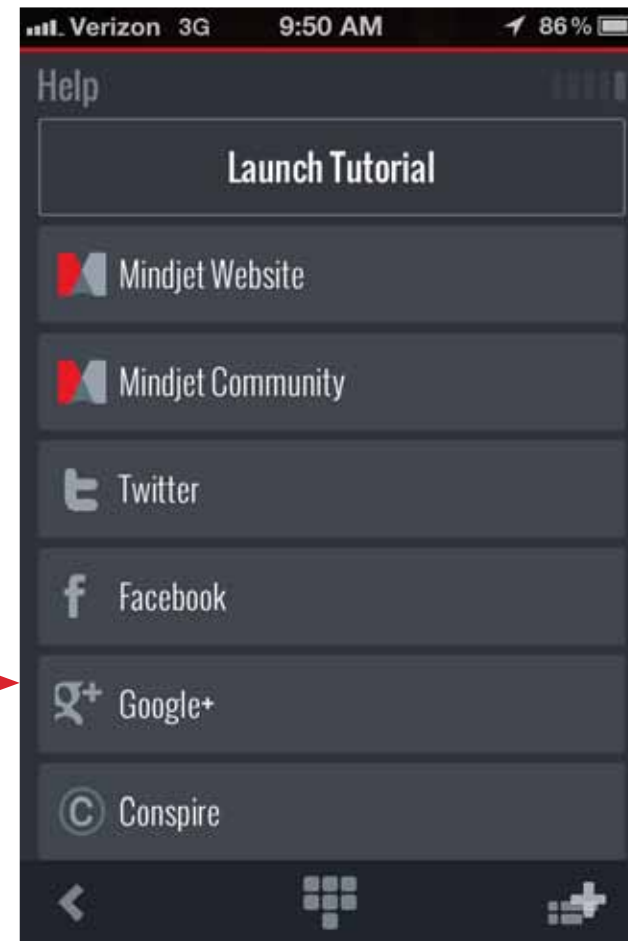 Verizon 3G 9:50 AM 86%
Help
Launch Tutorial
Mindjet Website
Mindjet Community
Twitter
Facebook
Google+
Conspire